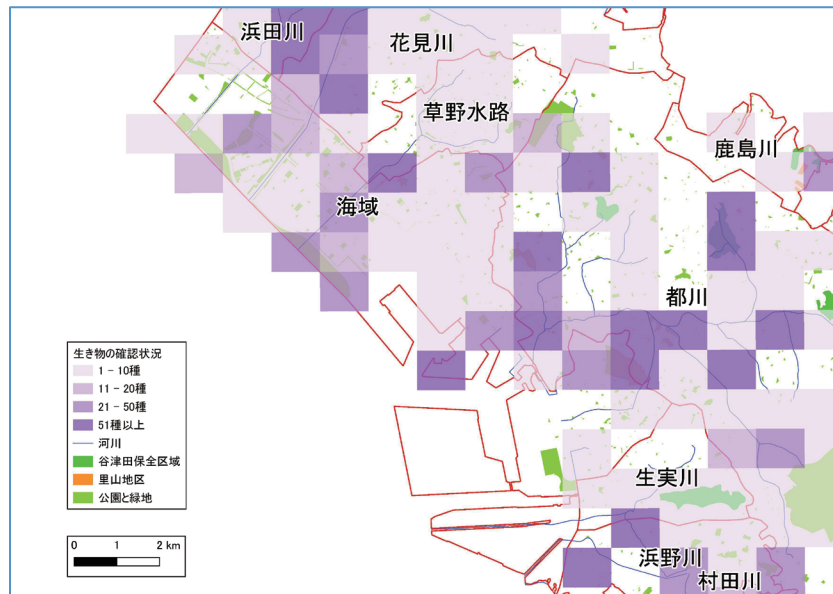 浜田川
花見川
草野水路
鹿島川
海域
都川
生き物の確認状況
1 - 10種
11 - 20種
21 - 50種
51種以上
河川
谷津田保全区域
里山地区
公園と緑地
生実川
0 1 2 km
浜野川
村田川